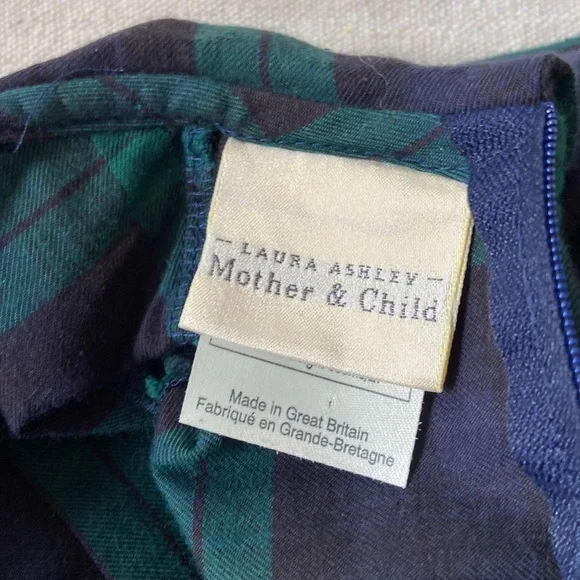 — LAURA ASHLEY —
Mother & Child
Made in Great Britain
Fabriqué en Grande-Bretagne